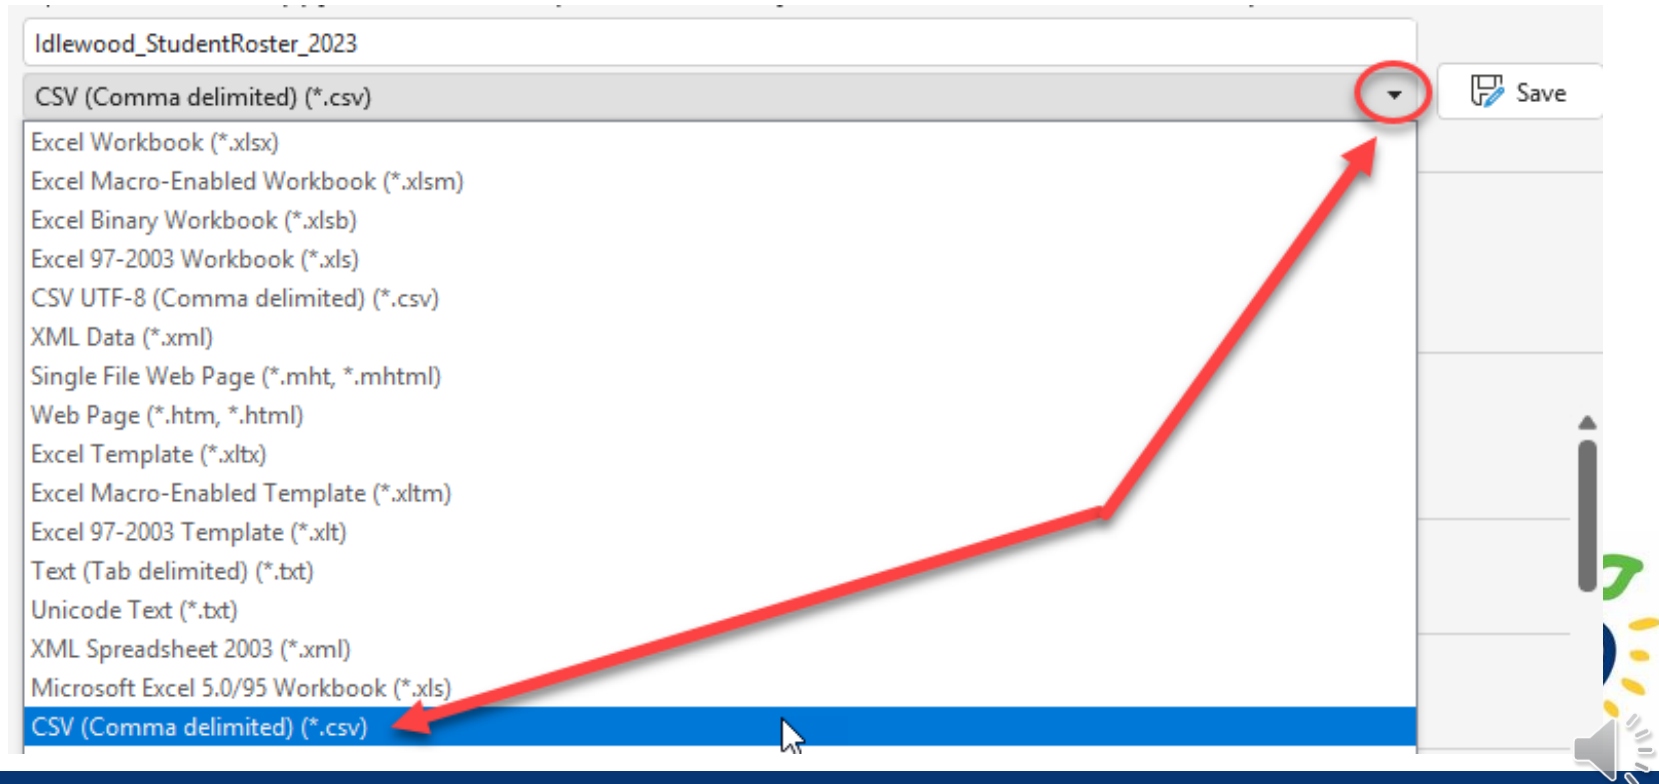 Idlewood_StudentRoster_2023
CSV (Comma delimited) (*.csv)
Save
Excel Workbook (*.xlsx)
Excel Macro-Enabled Workbook (*.xlsm)
Excel Binary Workbook (*.xlsb)
Excel 97-2003 Workbook (*.xls)
CSV UTF-8 (Comma delimited) (*.csv)
XML Data (*.xml)
Single File Web Page (*.mht, *.mhtml)
Web Page (*.htm, *.html)
Excel Template (*.xltx)
Excel Macro-Enabled Template (*.xltm)
Excel 97-2003 Template (*.xlt)
Text (Tab delimited) (*.txt)
Unicode Text (*.txt)
XML Spreadsheet 2003 (*.xml)
Microsoft Excel 5.0/95 Workbook (*.xls)
CSV (Comma delimited) (*.csv)